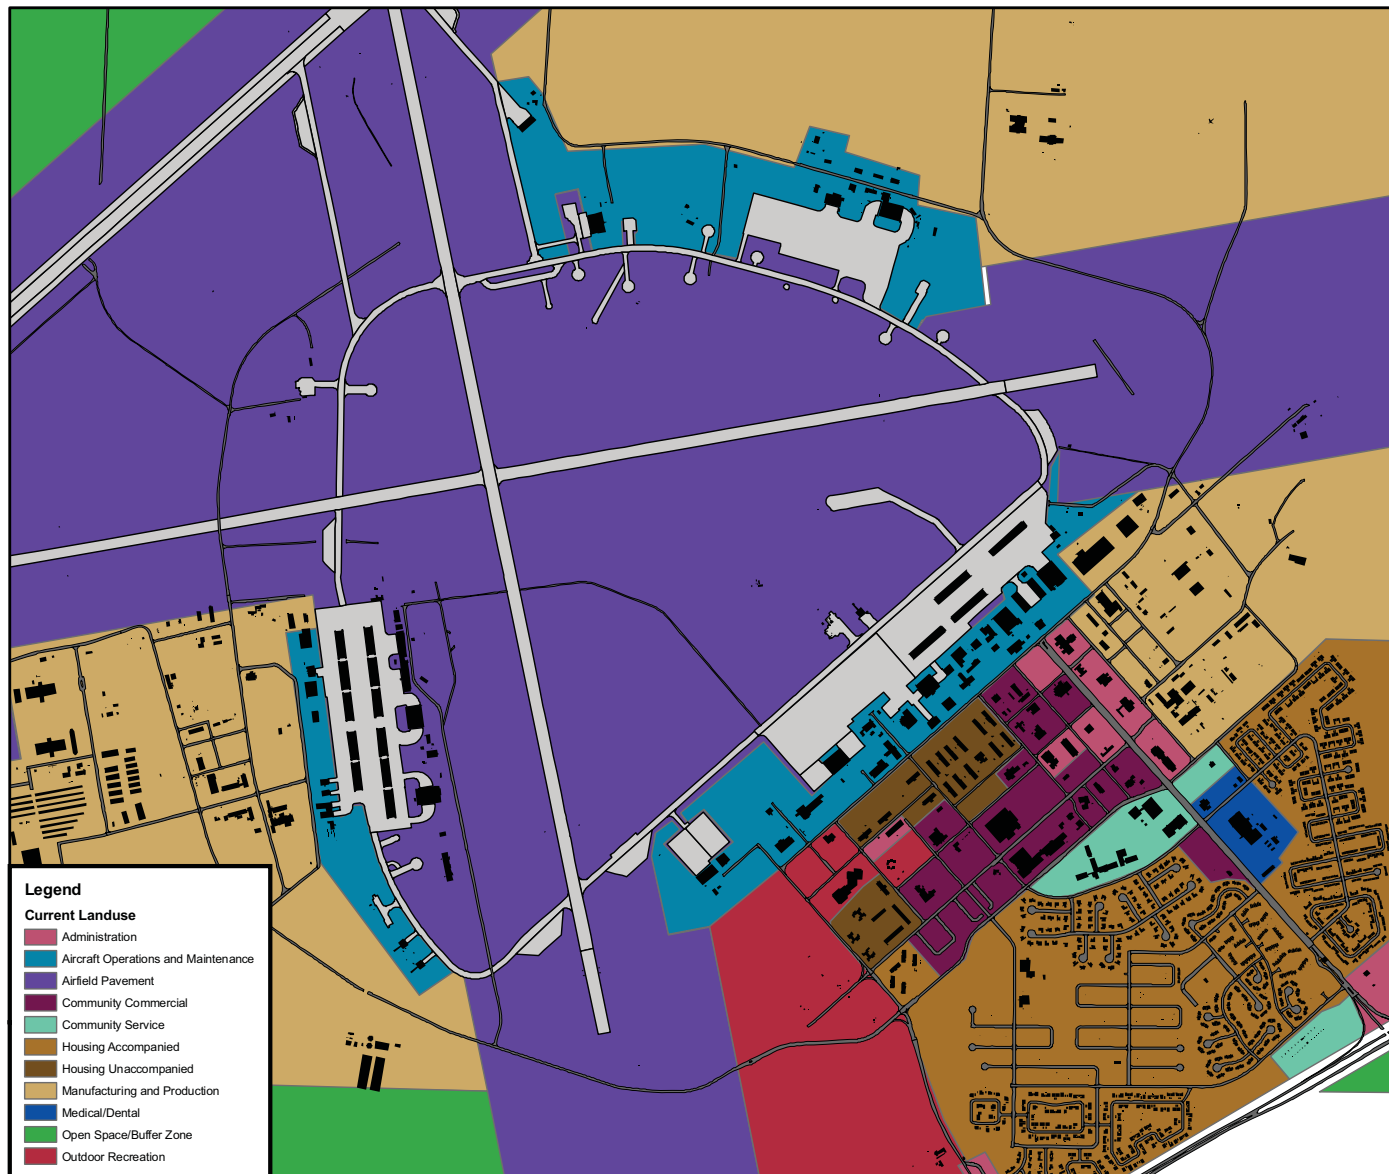 Legend
Current Landuse
Administration
Aircraft Operations and Maintenance
Airfield Pavement
Community Commercial
Community Service
Housing Accompanied
Housing Unaccompanied
Manufacturing and Production
Medical/Dental
Open Space/Buffer Zone
Outdoor Recreation